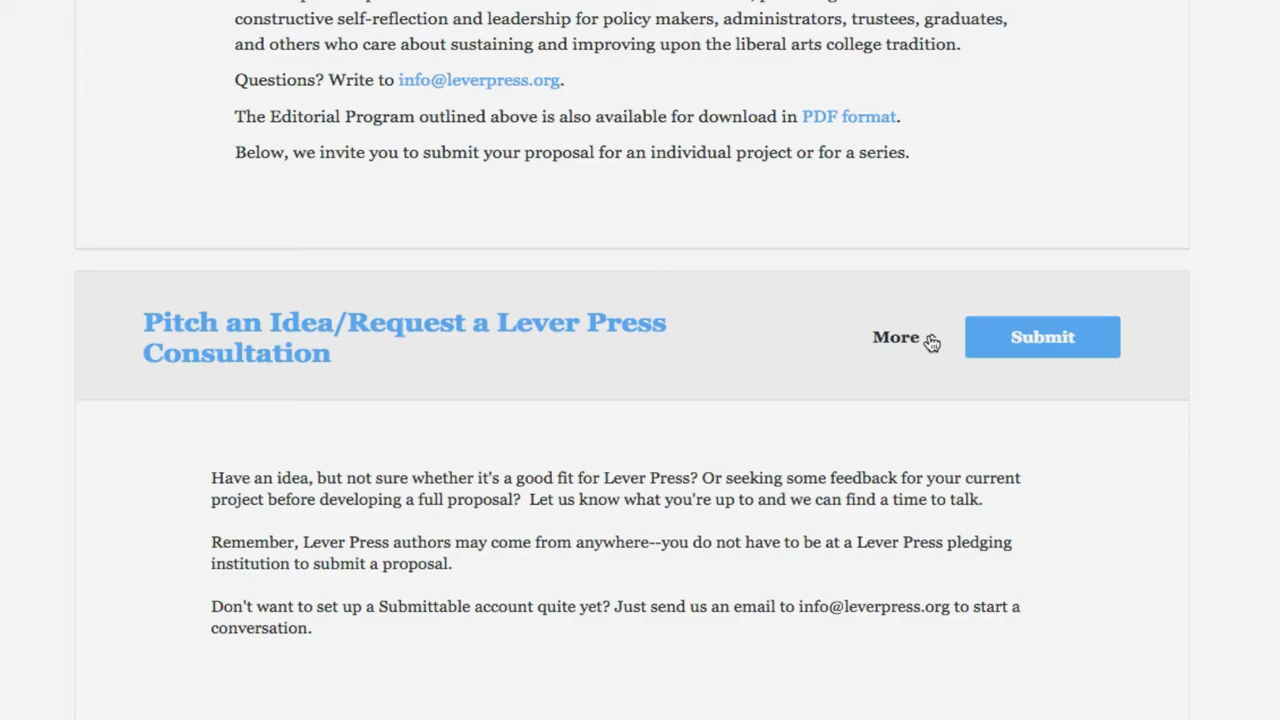 constructive self-reflection and leadership for policy makers, administrators, trustees, graduates,
and others who care about sustaining and improving upon the liberal arts college tradition.
Questions? Write to info@leverpress.org.
The Editorial Program outlined above is also available for download in PDF format.
Below, we invite you to submit your proposal for an individual project or for a series.
Pitch an Idea/Request a Lever Press
Consultation
More
Submit
Have an idea, but not sure whether it's a good fit for Lever Press? Or seeking some feedback for your current
project before developing a full proposal?  Let us know what you're up to and we can find a time to talk.
Remember, Lever Press authors may come from anywhere--you do not have to be at a Lever Press pledging
institution to submit a proposal.
Don't want to set up a Submittable account quite yet? Just send us an email to info@leverpress.org to start a
conversation.